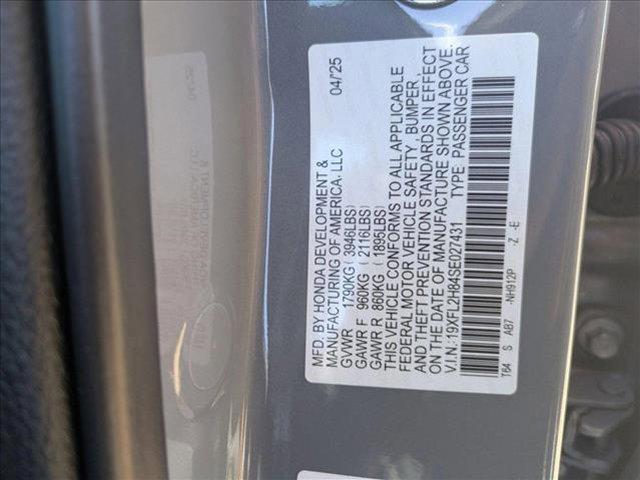 MFD. BY HONDA DEVELOPMENT & 04/25
MANUFACTURING OF AMERICA, LLC
GVWR 1790KG ( 3946LBS)
GAWR F 960KG ( 2116LBS)
GAWR R 860KG ( 1895LBS)
THIS VEHICLE CONFORMS TO ALL APPLICABLE
FEDERAL MOTOR VEHICLE SAFETY , BUMPER ,
AND THEFT PREVENTION STANDARDS IN EFFECT
ON THE DATE OF MANUFACTURE SHOWN ABOVE.
V.I.N.:19XFL2H84SE027431 TYPE: PASSENGER CAR
T64 S AB7 -NH912P -Z -E